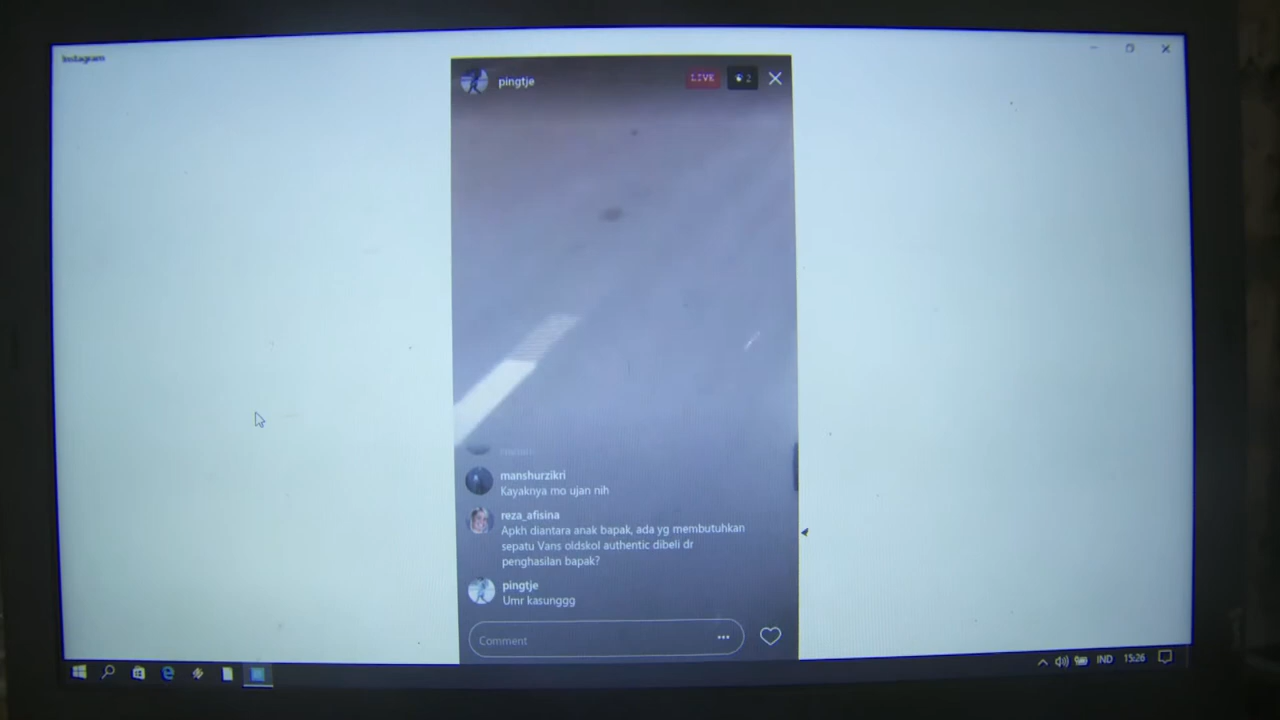 Instagram
pingtje
LIVE
2
manshurzikri
Kayaknya mo ujan nih
reza_afisina
Apkh diantara anak bapak, ada yg membutuhkan
sepatu Vans oldskol authentic dibeli dr
penghasilan bapak?
pingtje
Umr kasunggg
Comment
IND
15:26